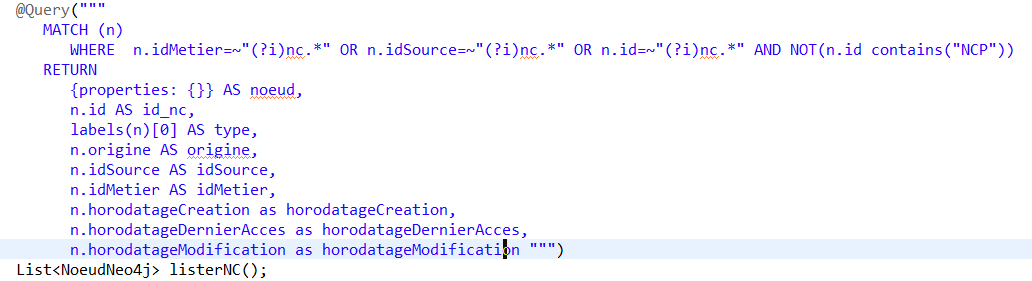 @Query("""
MATCH (n)
WHERE  n.idMetier=~"(?i)nc.*" OR n.idSource=~"(?i)nc.*" OR n.id=~"(?i)nc.*" AND NOT(n.id contains("NCP"))
RETURN
{properties: {}} AS noeud,
n.id AS id_nc,
labels(n)[0] AS type,
n.origine AS origine,
n.idSource AS idSource,
n.idMetier AS idMetier,
n.horodatageCreation as horodatageCreation,
n.horodatageDernierAcces as horodatageDernierAcces,
n.horodatageModification as horodatageModification """)
List<NoeudNeo4j> listerNC();